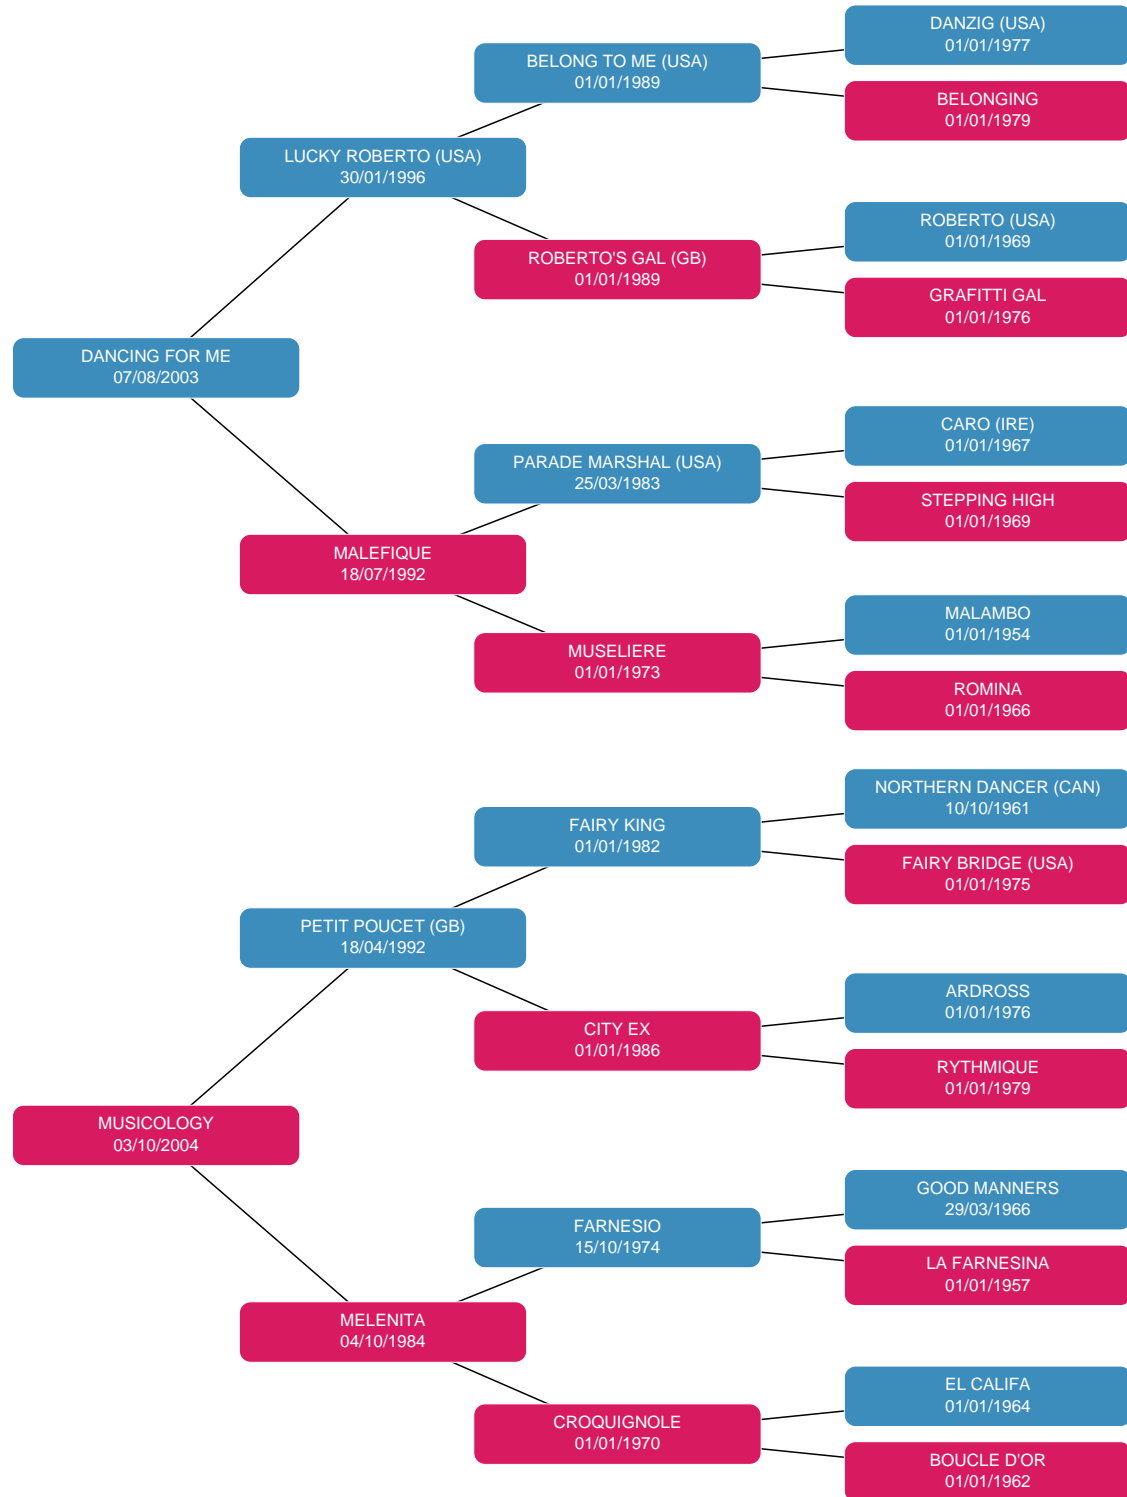 DANZIG (USA)
01/01/1977
BELONG TO ME (USA)
01/01/1989
BELONGING
01/01/1979
LUCKY ROBERTO (USA)
30/01/1996
ROBERTO (USA)
01/01/1969
ROBERTO'S GAL (GB)
01/01/1989
GRAFITTI GAL
01/01/1976
DANCING FOR ME
07/08/2003
CARO (IRE)
01/01/1967
PARADE MARSHAL (USA)
25/03/1983
STEPPING HIGH
01/01/1969
MALEFIQUE
18/07/1992
MALAMBO
01/01/1954
MUSELIERE
01/01/1973
ROMINA
01/01/1966
NORTHERN DANCER (CAN)
10/10/1961
FAIRY KING
01/01/1982
FAIRY BRIDGE (USA)
01/01/1975
PETIT POUCET (GB)
18/04/1992
ARDROSS
01/01/1976
CITY EX
01/01/1986
RYTHMIQUE
01/01/1979
MUSICOLOGY
03/10/2004
GOOD MANNERS
29/03/1966
FARNESIO
15/10/1974
LA FARNESINA
01/01/1957
MELENITA
04/10/1984
EL CALIFA
01/01/1964
CROQUIGNOLE
01/01/1970
BOUCLE D'OR
01/01/1962